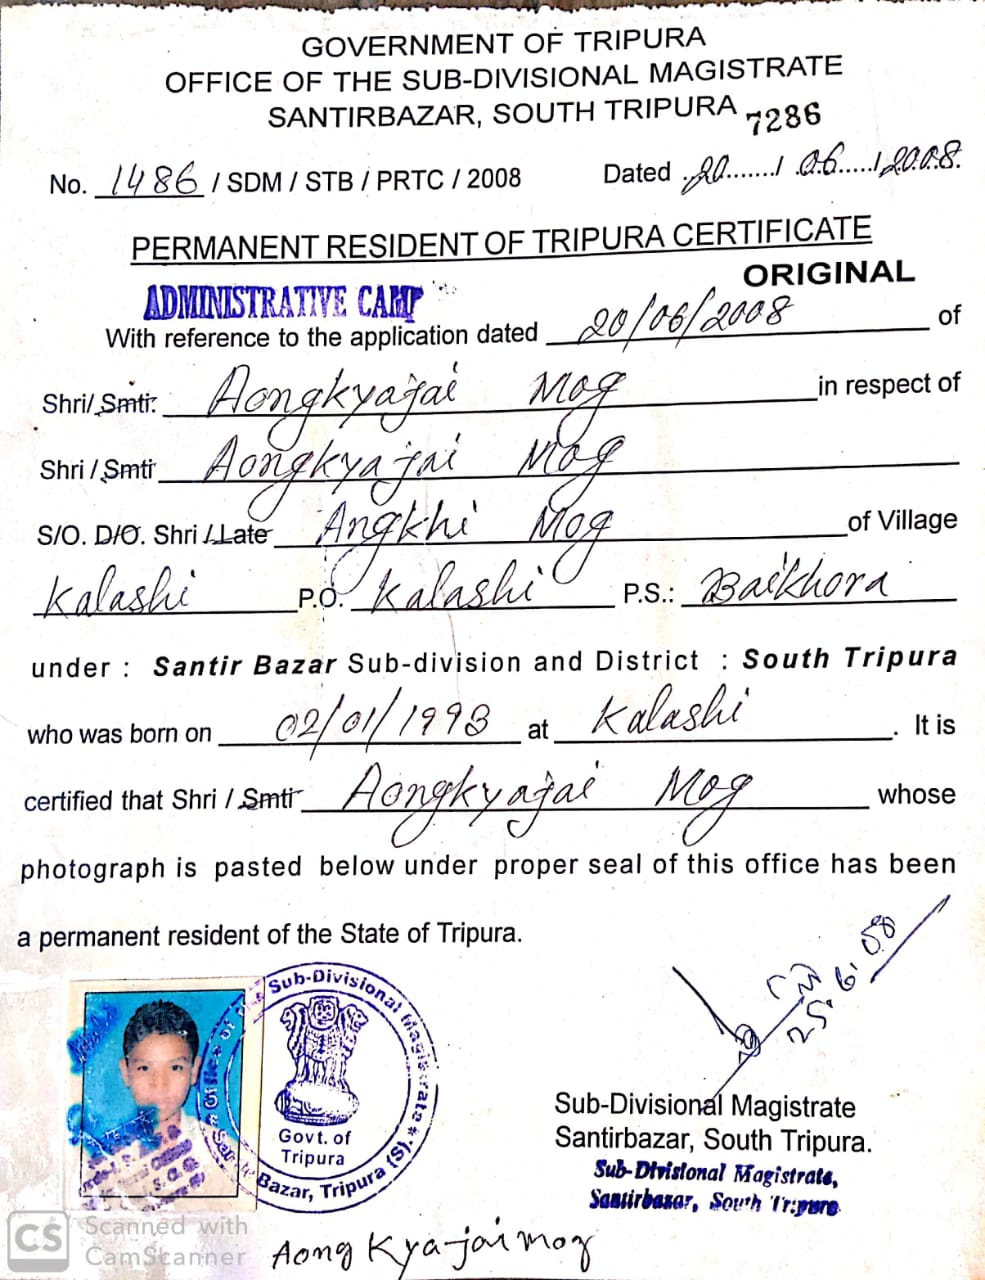 GOVERNMENT OF TRIPURA
OFFICE OF THE SUB-DIVISIONAL MAGISTRATE
SANTIRBAZAR, SOUTH TRIPURA
7286
No. 1486 / SDM / STB / PRTC / 2008 Dated 20......./ 06...../2008.
PERMANENT RESIDENT OF TRIPURA CERTIFICATE
ORIGINAL
ADMINISTRATIVE CAMP
With reference to the application dated 20/06/2008 of
Shri/ Smti. Aongkyajai Mog in respect of
Shri / Smti Aongkyajai Mog
S/O. D/O. Shri / Late Angkhi Mog of Village
Kalashi P.O. Kalashi P.S.: Baikhora
under : Santir Bazar Sub-division and District : South Tripura
who was born on 02/01/1993 at Kalashi . It is
certified that Shri / Smti Aongkyajai Mog whose
photograph is pasted below under proper seal of this office has been
a permanent resident of the State of Tripura.
25.6.08
Office of the Sub-Divisional Magistrate
Govt. of
Tripura
Bazar, Tripura (S)
Sub-Divisional Magistrate
Santirbazar, South Tripura.
Sub-Divisional Magistrate,
Santirbazar, South Tripura
Aong Kyajai mog
CS Scanned with
CamScanner